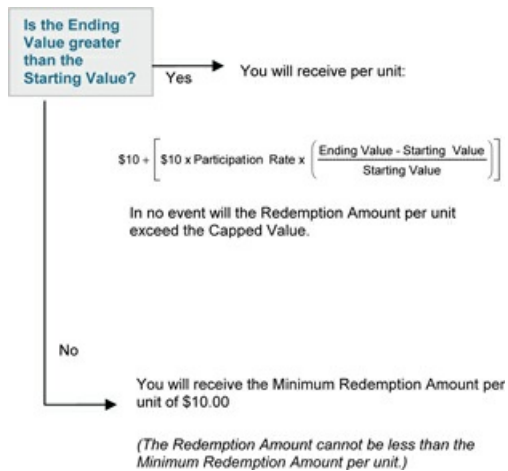 Is the Ending
Value greater
than the
Starting Value?
Yes
You will receive per unit:
$10 + [ $10 x Participation Rate x ( Ending Value - Starting Value / Starting Value ) ]
In no event will the Redemption Amount per unit
exceed the Capped Value.
No
You will receive the Minimum Redemption Amount per
unit of $10.00
(The Redemption Amount cannot be less than the
Minimum Redemption Amount per unit.)